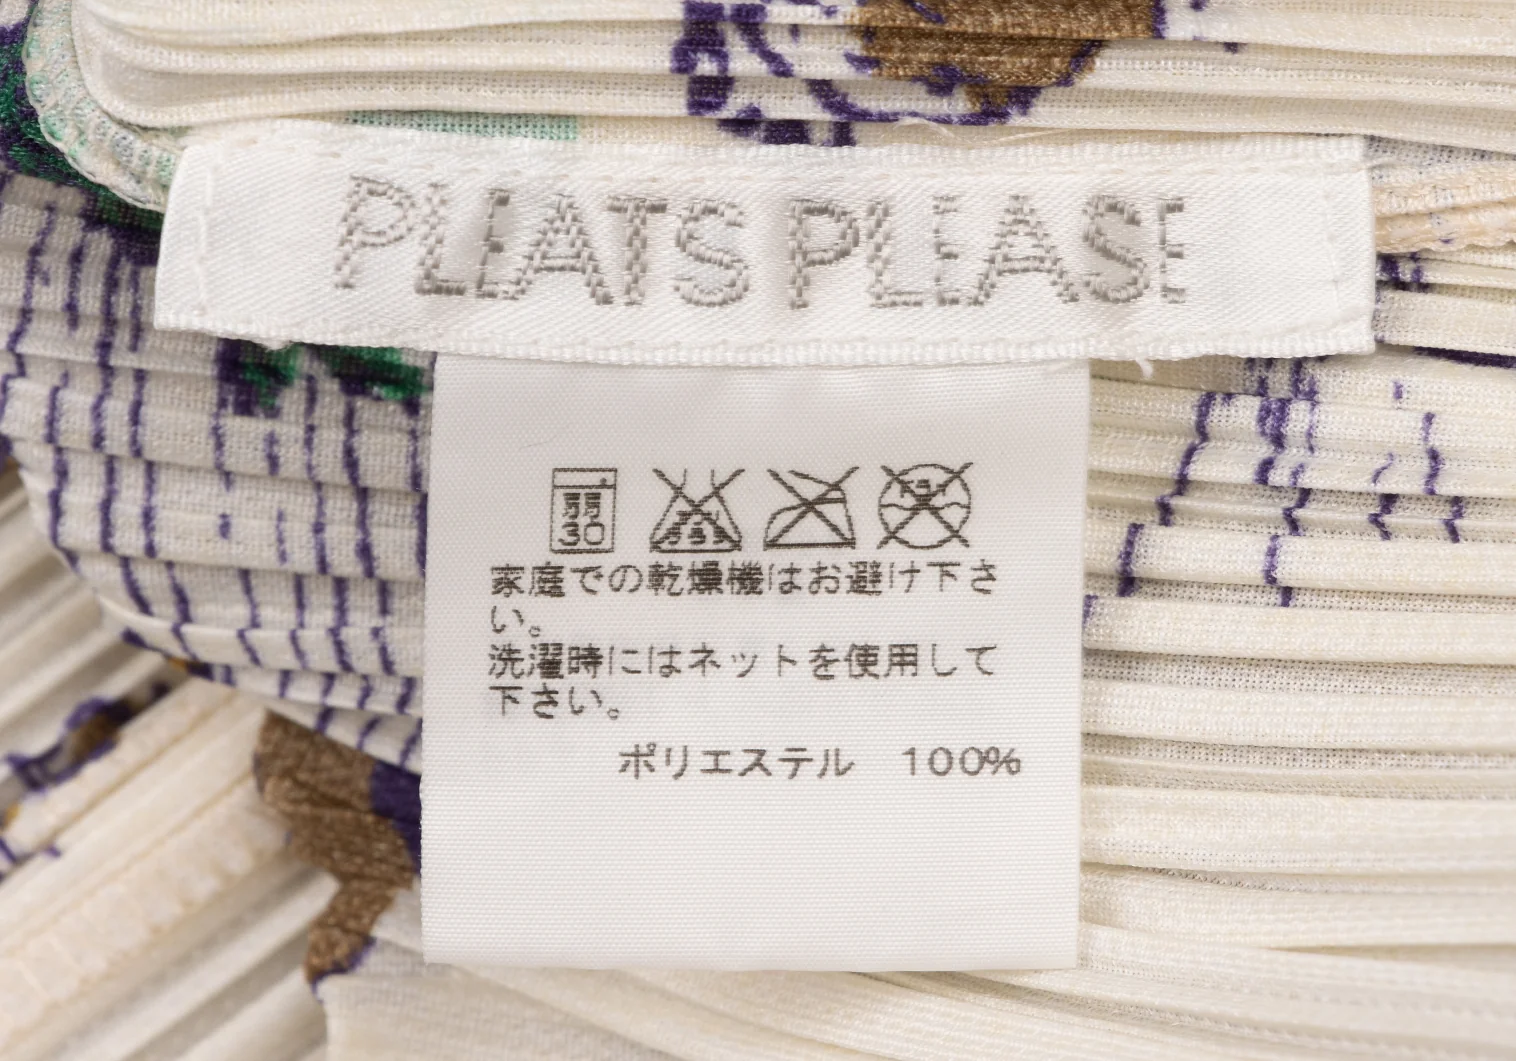 PLEATS PLEASE
弱
30
家庭での乾燥機はお避け下さ
い。
洗濯時にはネットを使用して
下さい。
ポリエステル 100%